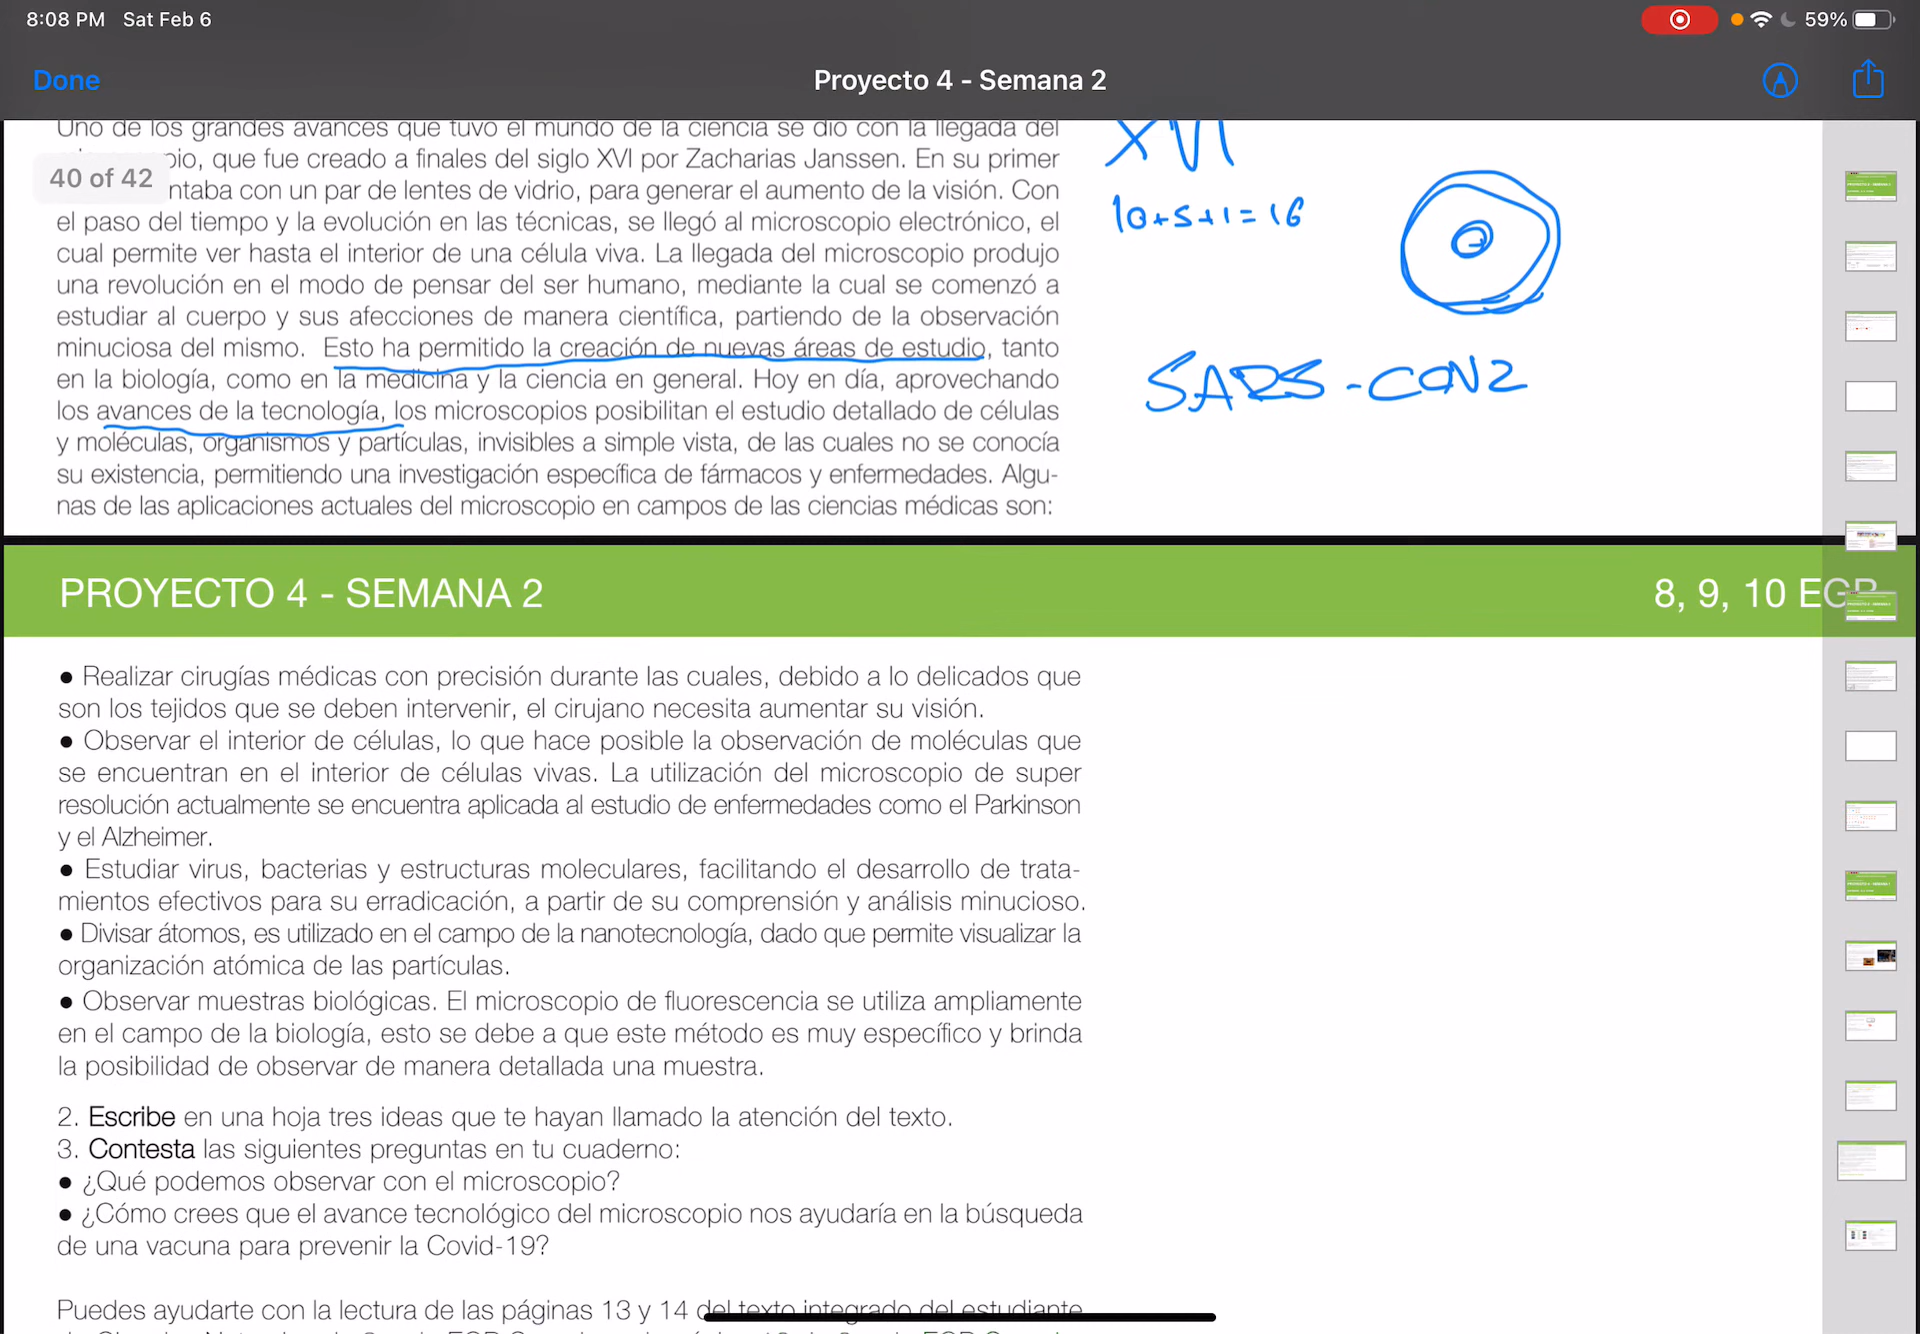 8:08 PM Sat Feb 6
59%
Done
Proyecto 4 - Semana 2
Uno de los grandes avances que tuvo el mundo de la ciencia se dio con la llegada del
pio, que fue creado a finales del siglo XVI por Zacharias Janssen. En su primer
40 of 42
ntaba con un par de lentes de vidrio, para generar el aumento de la visión. Con
el paso del tiempo y la evolución en las técnicas, se llegó al microscopio electrónico, el
cual permite ver hasta el interior de una célula viva. La llegada del microscopio produjo
una revolución en el modo de pensar del ser humano, mediante la cual se comenzó a
estudiar al cuerpo y sus afecciones de manera científica, partiendo de la observación
minuciosa del mismo. Esto ha permitido la creación de nuevas áreas de estudio, tanto
en la biología, como en la medicina y la ciencia en general. Hoy en día, aprovechando
los avances de la tecnología, los microscopios posibilitan el estudio detallado de células
y moléculas, organismos y partículas, invisibles a simple vista, de las cuales no se conocía
su existencia, permitiendo una investigación específica de fármacos y enfermedades. Algu-
nas de las aplicaciones actuales del microscopio en campos de las ciencias médicas son:
XVI
10+5+1=16
SARS-COV2
PROYECTO 4 - SEMANA 2
8, 9, 10 EGB
● Realizar cirugías médicas con precisión durante las cuales, debido a lo delicados que
son los tejidos que se deben intervenir, el cirujano necesita aumentar su visión.
● Observar el interior de células, lo que hace posible la observación de moléculas que
se encuentran en el interior de células vivas. La utilización del microscopio de super
resolución actualmente se encuentra aplicada al estudio de enfermedades como el Parkinson
y el Alzheimer.
● Estudiar virus, bacterias y estructuras moleculares, facilitando el desarrollo de trata-
mientos efectivos para su erradicación, a partir de su comprensión y análisis minucioso.
● Divisar átomos, es utilizado en el campo de la nanotecnología, dado que permite visualizar la
organización atómica de las partículas.
● Observar muestras biológicas. El microscopio de fluorescencia se utiliza ampliamente
en el campo de la biología, esto se debe a que este método es muy específico y brinda
la posibilidad de observar de manera detallada una muestra.
2. Escribe en una hoja tres ideas que te hayan llamado la atención del texto.
3. Contesta las siguientes preguntas en tu cuaderno:
● ¿Qué podemos observar con el microscopio?
● ¿Cómo crees que el avance tecnológico del microscopio nos ayudaría en la búsqueda
de una vacuna para prevenir la Covid-19?
Puedes ayudarte con la lectura de las páginas 13 y 14 del texto integrado del estudiante